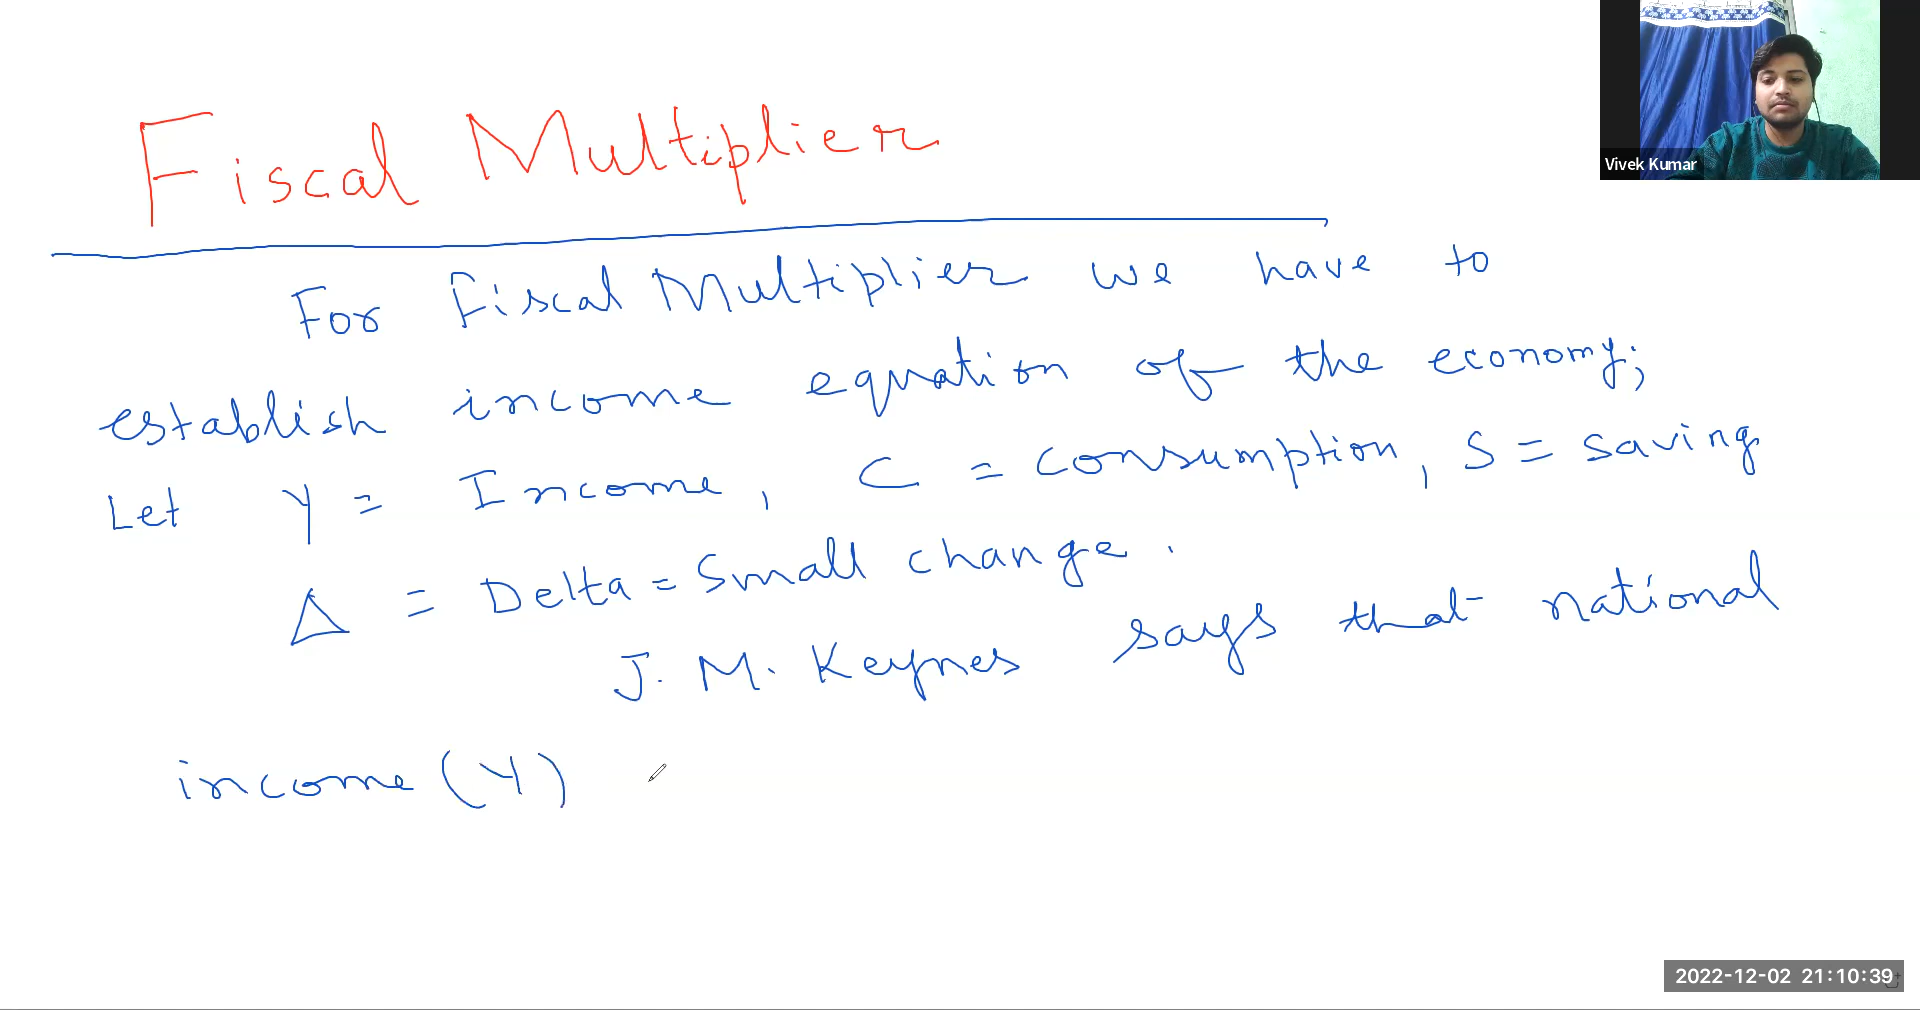 Fiscal Multiplier
Vivek Kumar
For Fiscal Multiplier we have to
establish income equation of the economy;
Let Y = Income, C = consumption, S = saving
Δ = Delta = Small change.
J. M. Keynes says that national
income (Y)
2022-12-02 21:10:39